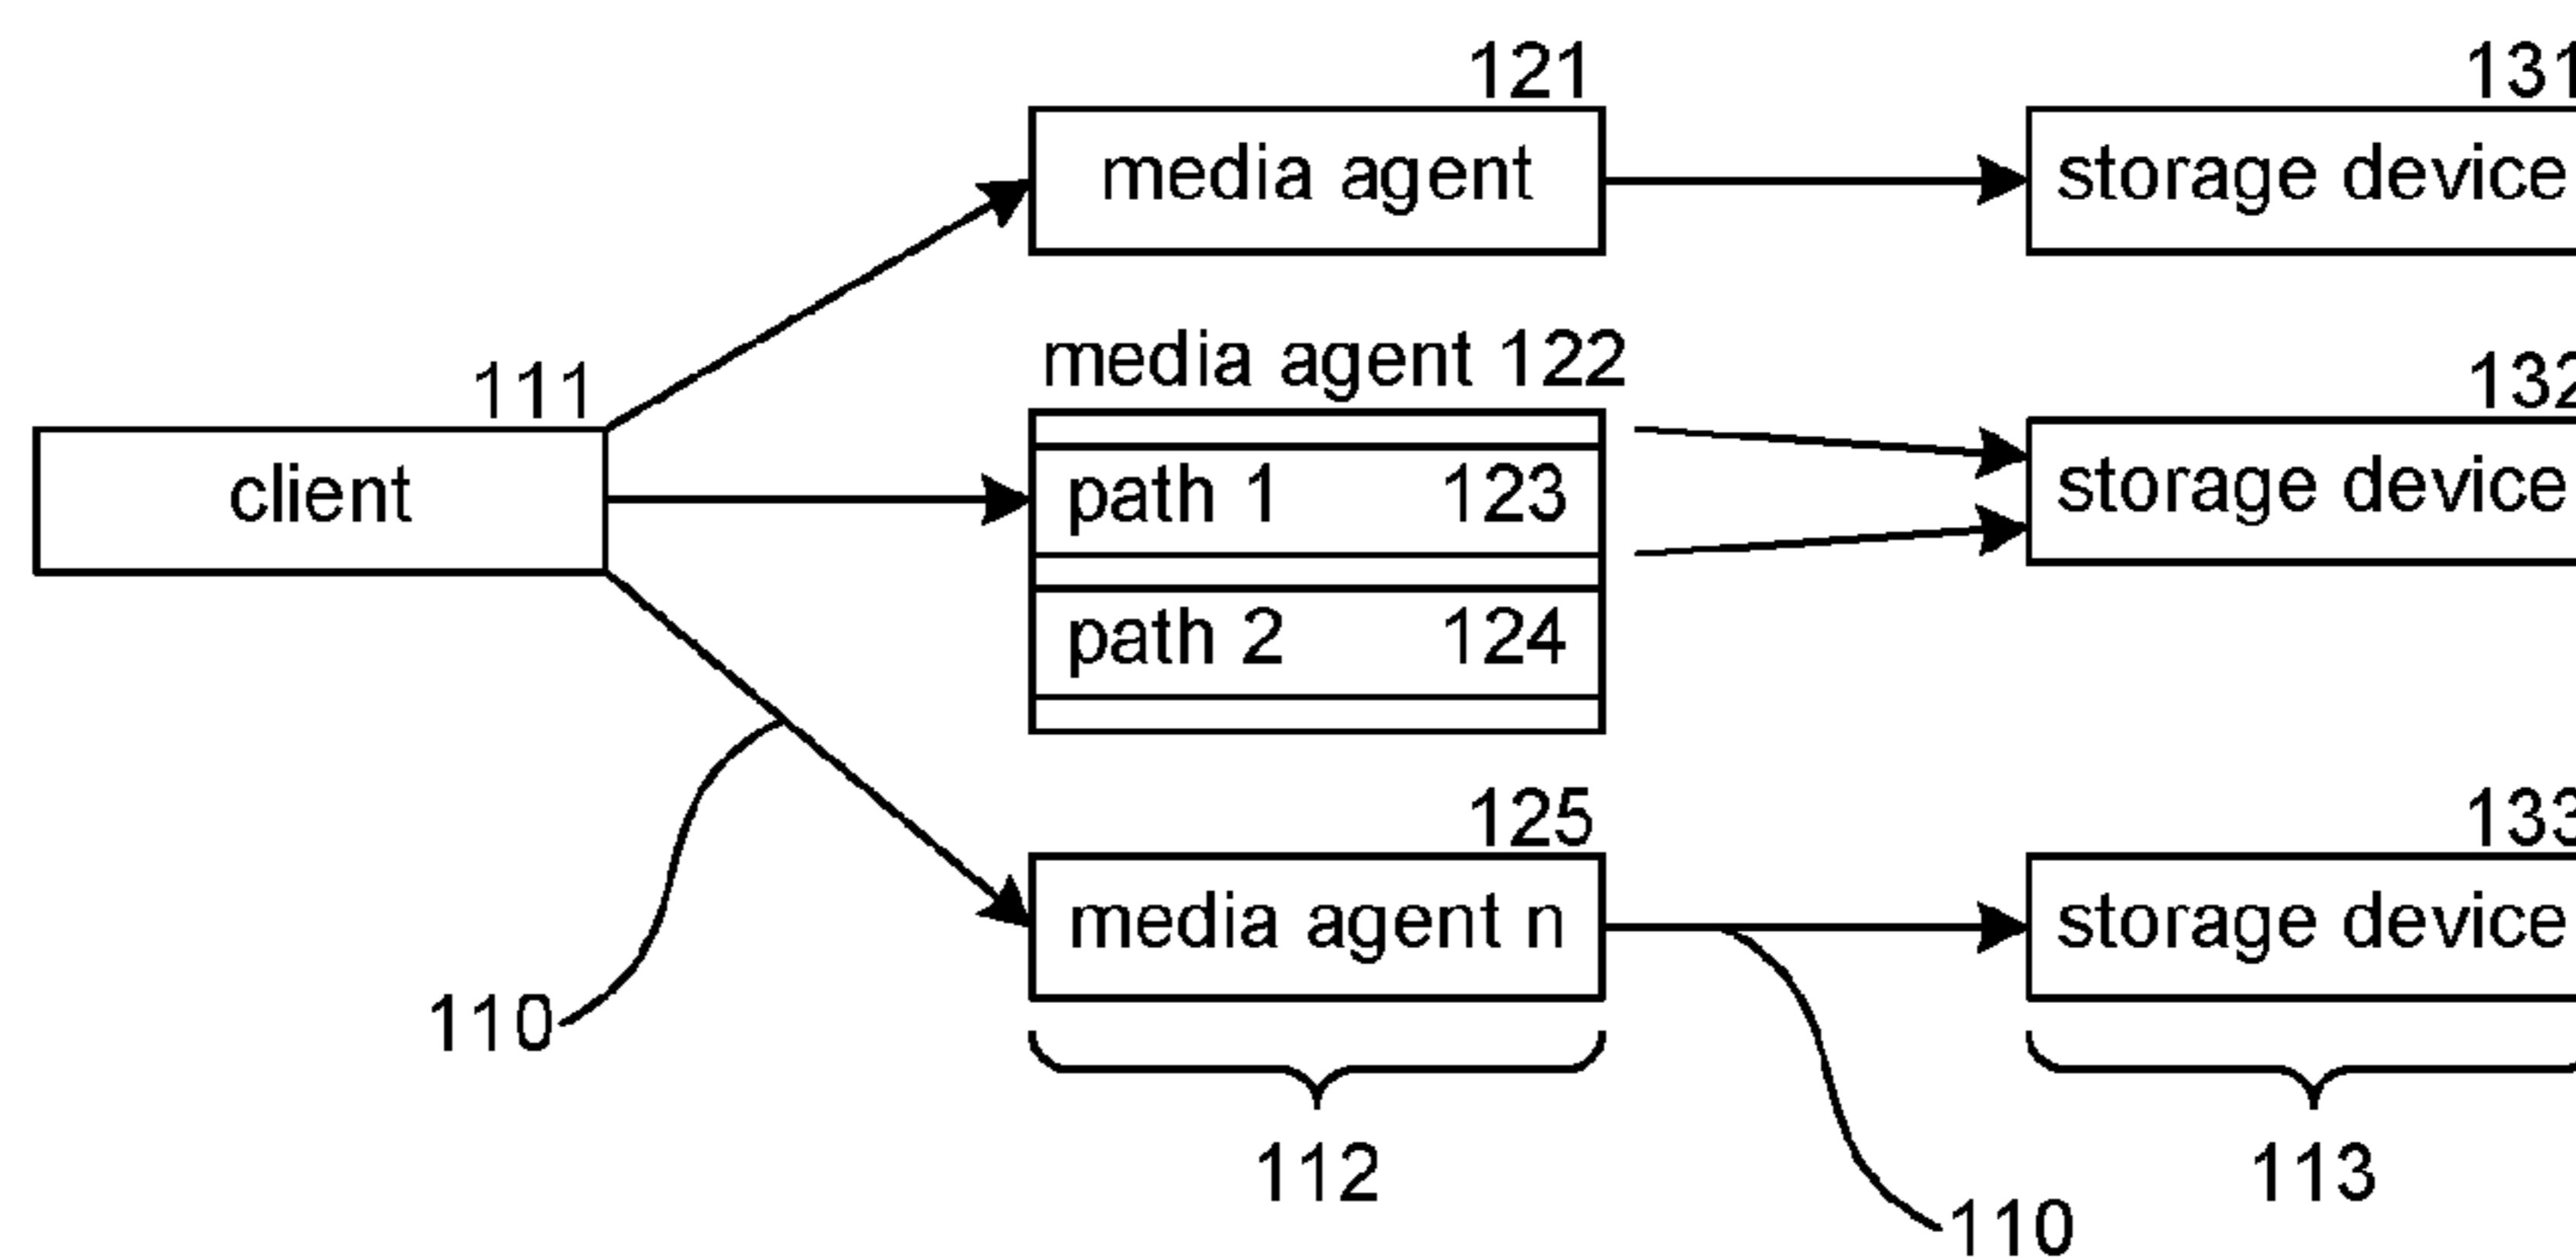 121
131
media agent
storage device
111
media agent 122
132
client
path 1 123
storage device
path 2 124
125
133
media agent n
storage device
110
112
113
110